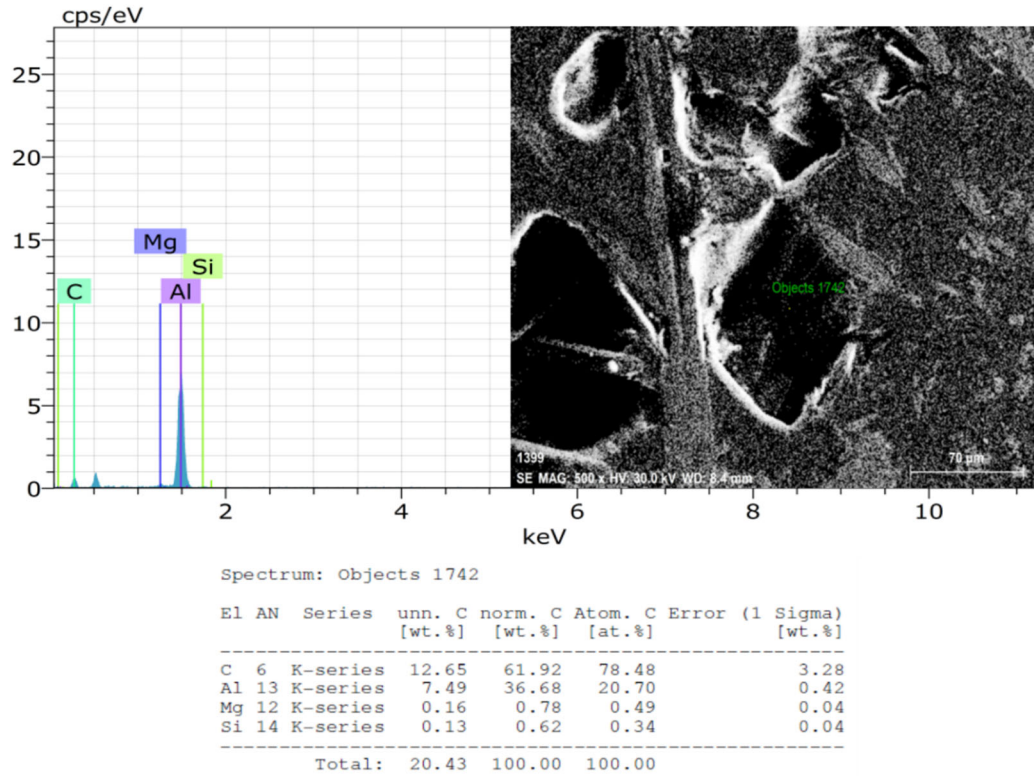 cps/eV
25
20
15
10
5
0
Mg
Si
C
Al
2
4
6
8
10
keV
Objects 1742
1399
70 µm
SE MAG: 500 x HV: 30.0 kV WD: 8.4 mm
Spectrum: Objects 1742
El AN Series unn. C norm. C Atom. C Error (1 Sigma)
[wt.%] [wt.%] [at.%] [wt.%]
C 6 K-series 12.65 61.92 78.48 3.28
Al 13 K-series 7.49 36.68 20.70 0.42
Mg 12 K-series 0.16 0.78 0.49 0.04
Si 14 K-series 0.13 0.62 0.34 0.04
Total: 20.43 100.00 100.00